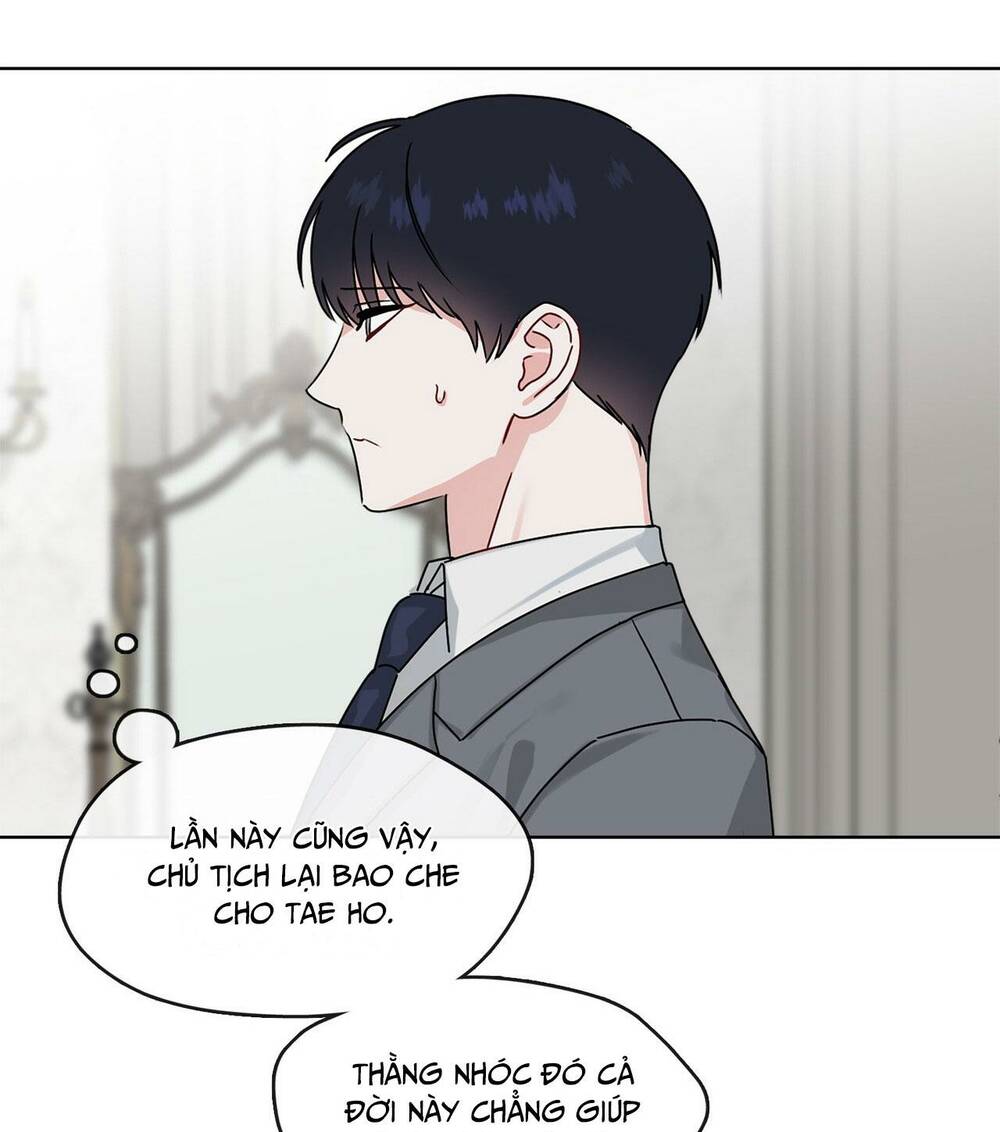 LẦN NÀY CŨNG VẬY,
CHỦ TỊCH LẠI BAO CHE
CHO TAE HO.
THẰNG NHÓC ĐÓ CẢ
ĐỜI NÀY CHẲNG GIÚP